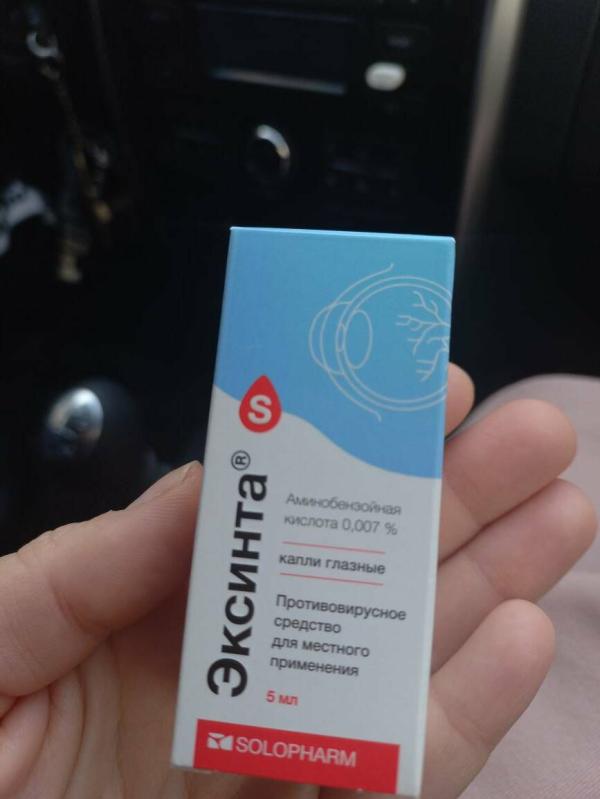 S
Эксинта®
Аминобензойная
кислота 0,007 %
капли глазные
Противовирусное
средство
для местного
применения
5 мл
SOLOPHARM